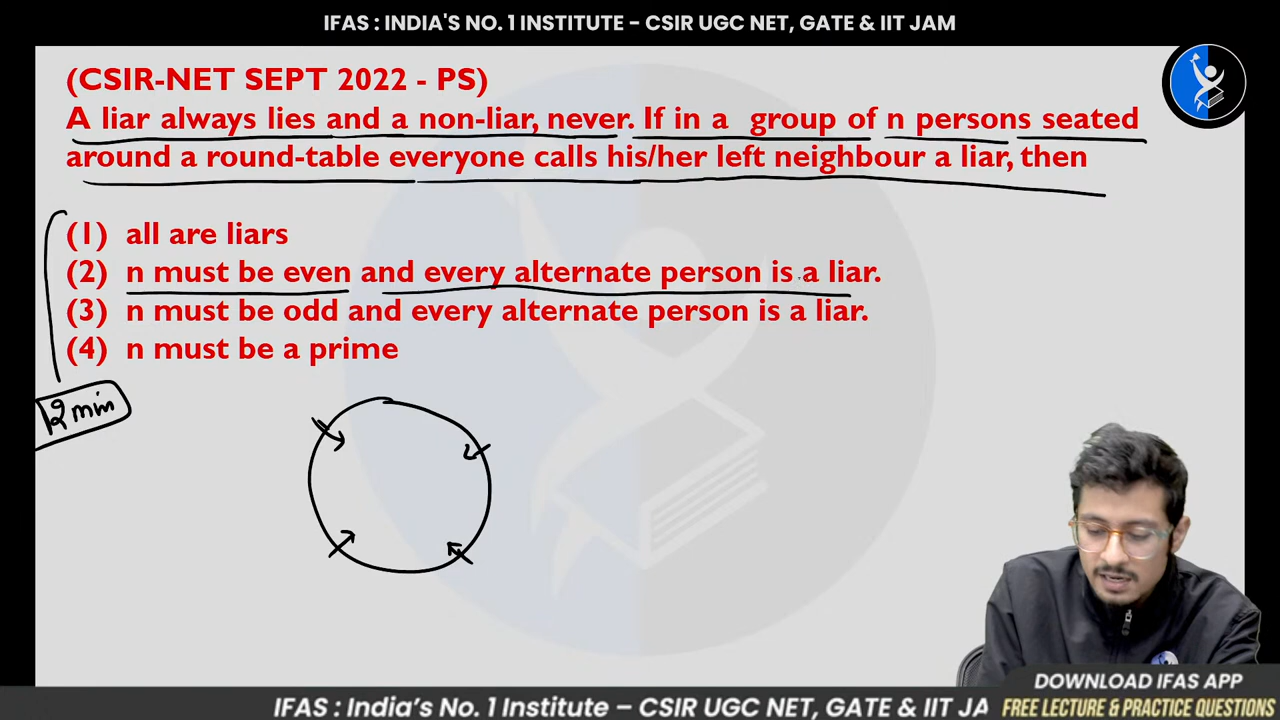 IFAS : INDIA'S NO. 1 INSTITUTE – CSIR UGC NET, GATE & IIT JAM
(CSIR-NET SEPT 2022 - PS)
A liar always lies and a non-liar, never. If in a group of n persons seated
around a round-table everyone calls his/her left neighbour a liar, then
(1) all are liars
(2) n must be even and every alternate person is a liar.
(3) n must be odd and every alternate person is a liar.
(4) n must be a prime
2 min
DOWNLOAD IFAS APP
IFAS : India's No. 1 Institute – CSIR UGC NET, GATE & IIT JA
FREE LECTURE & PRACTICE QUESTIONS